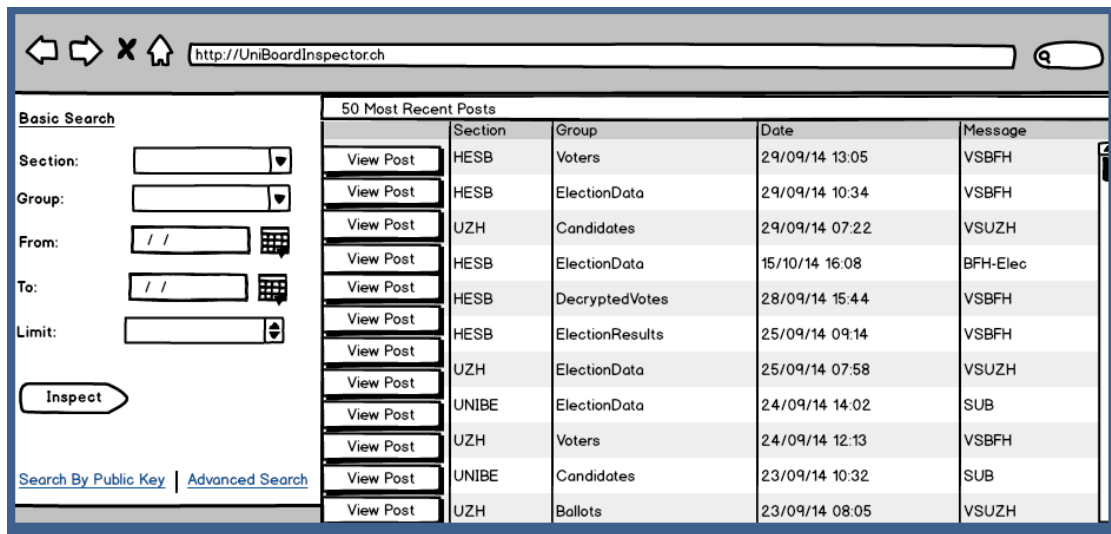 http://UniBoardInspector.ch
Basic Search
Section:
Group:
From:
/ /
To:
/ /
Limit:
Inspect
Search By Public Key | Advanced Search
50 Most Recent Posts
Section Group Date Message
View Post HESB Voters 29/09/14 13:05 VSBFH
View Post HESB ElectionData 29/09/14 10:34 VSBFH
View Post UZH Candidates 29/09/14 07:22 VSUZH
View Post HESB ElectionData 15/10/14 16:08 BFH-Elec
View Post HESB DecryptedVotes 28/09/14 15:44 VSBFH
View Post HESB ElectionResults 25/09/14 09:14 VSBFH
View Post UZH ElectionData 25/09/14 07:58 VSUZH
View Post UNIBE ElectionData 24/09/14 14:02 SUB
View Post UZH Voters 24/09/14 12:13 VSBFH
View Post UNIBE Candidates 23/09/14 10:32 SUB
View Post UZH Ballots 23/09/14 08:05 VSUZH
View Post